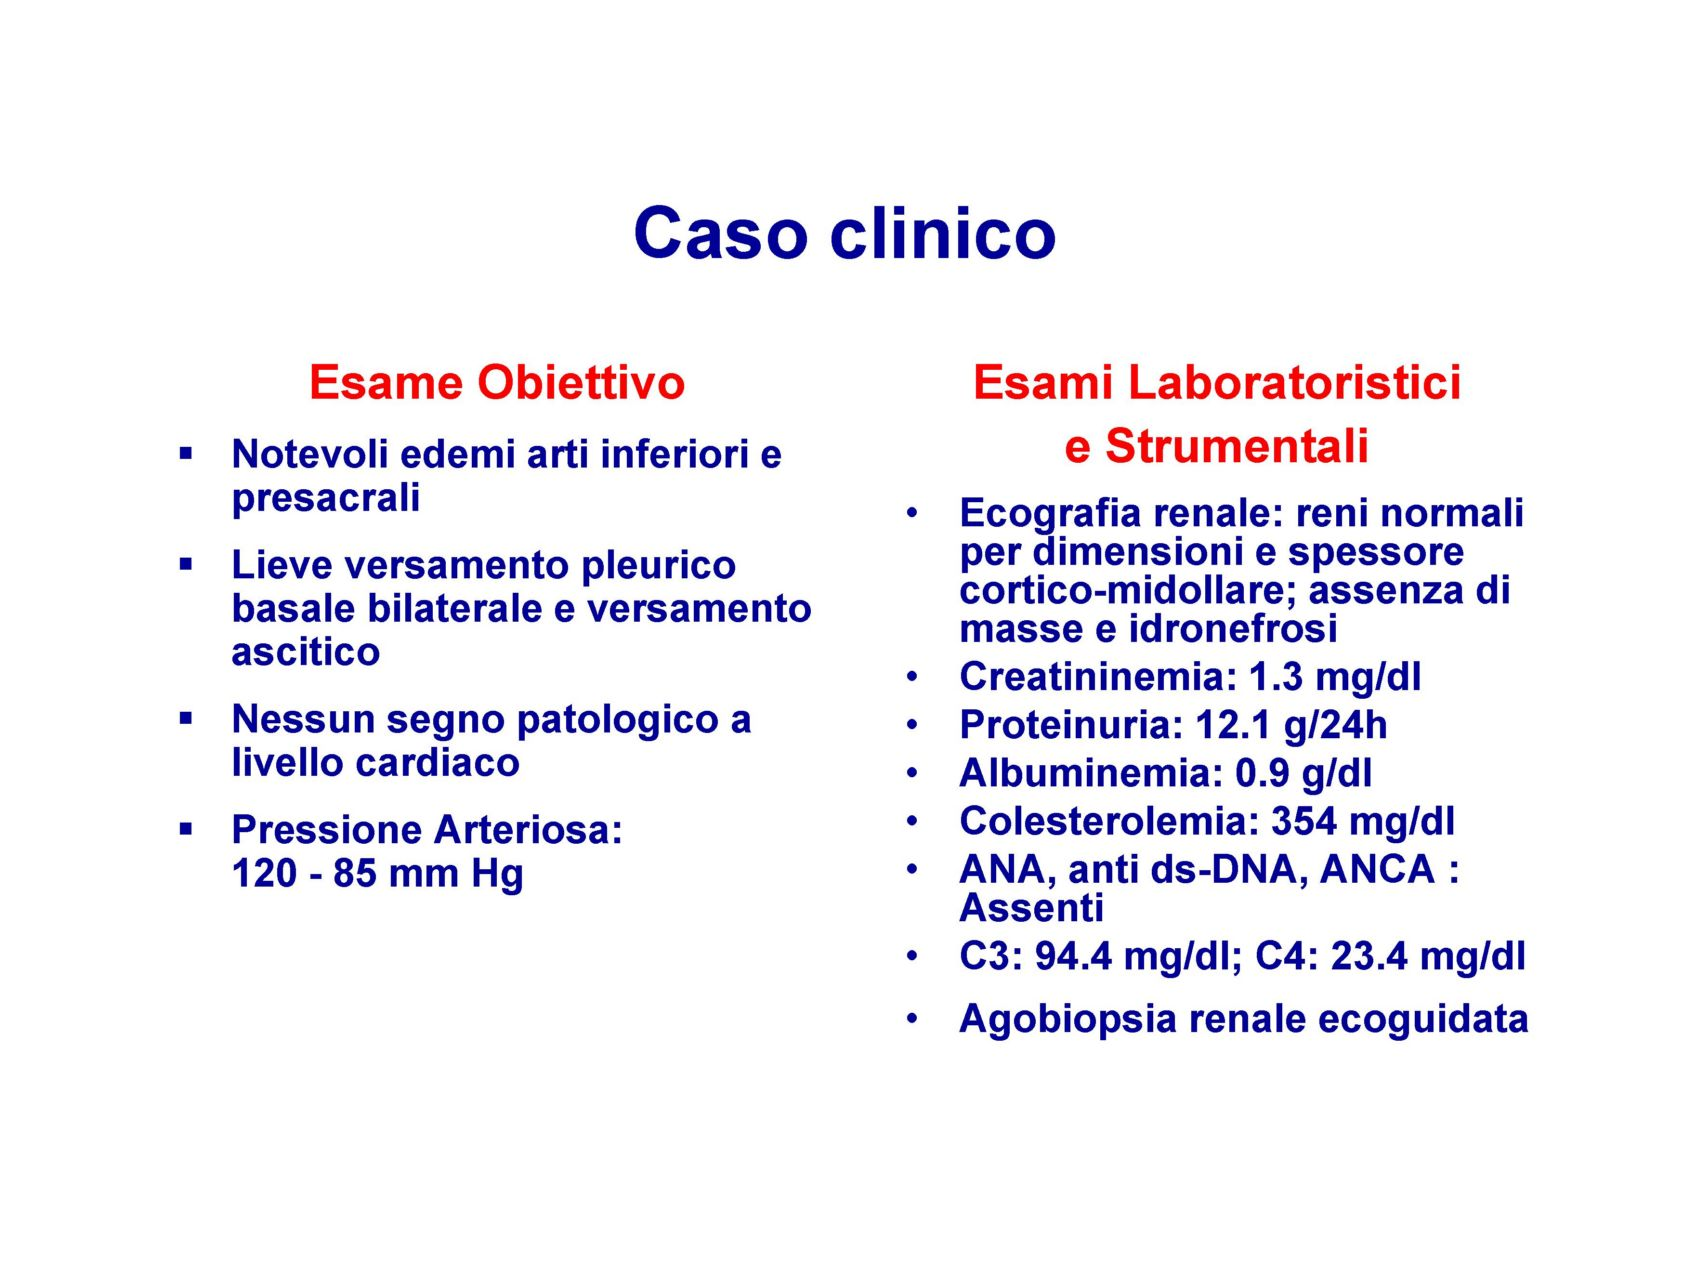 Caso clinico
Esame Obiettivo
▪ Notevoli edemi arti inferiori e
presacrali
▪ Lieve versamento pleurico
basale bilaterale e versamento
ascitico
▪ Nessun segno patologico a
livello cardiaco
▪ Pressione Arteriosa:
120 - 85 mm Hg
Esami Laboratoristici
e Strumentali
• Ecografia renale: reni normali
per dimensioni e spessore
cortico-midollare; assenza di
masse e idronefrosi
• Creatininemia: 1.3 mg/dl
• Proteinuria: 12.1 g/24h
• Albuminemia: 0.9 g/dl
• Colesterolemia: 354 mg/dl
• ANA, anti ds-DNA, ANCA :
Assenti
• C3: 94.4 mg/dl; C4: 23.4 mg/dl
• Agobiopsia renale ecoguidata